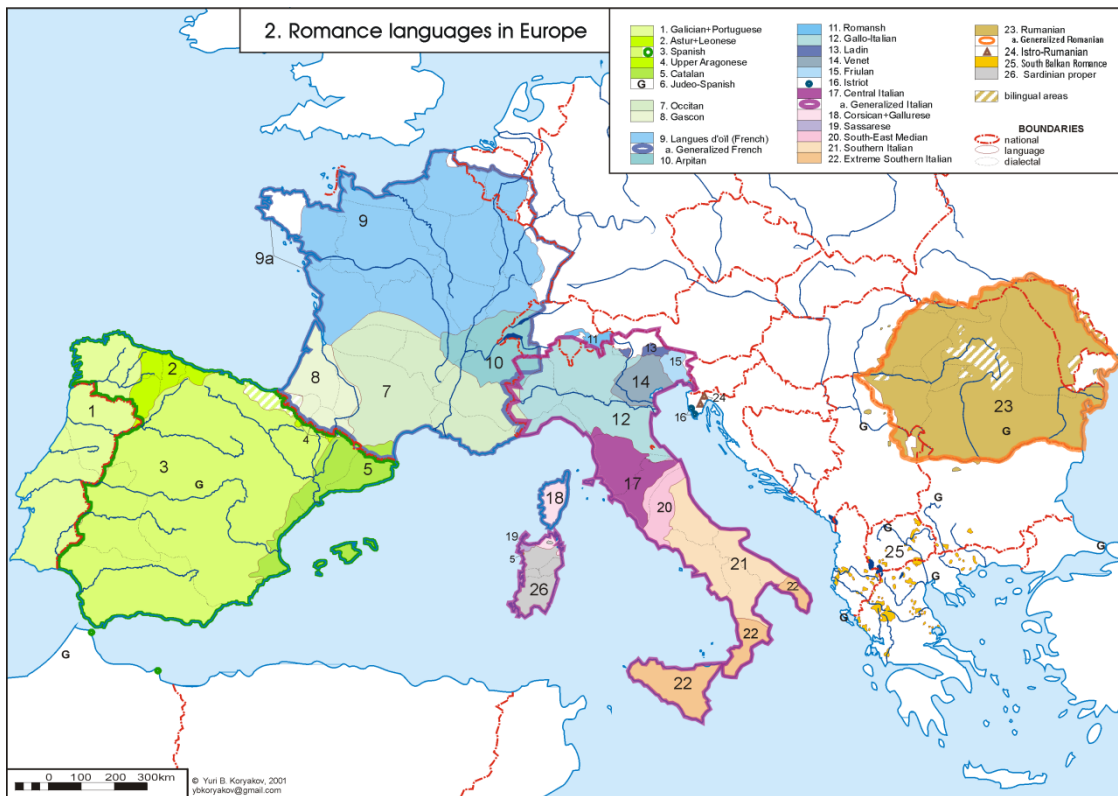 2. Romance languages in Europe
1. Galician+Portuguese
2. Astur+Leonese
3. Spanish
4. Upper Aragonese
5. Catalan
G 6. Judeo-Spanish
7. Occitan
8. Gascon
9. Langues d'oïl (French)
a. Generalized French
10. Arpitan
11. Romansh
12. Gallo-Italian
13. Ladin
14. Venet
15. Friulan
16. Istriot
17. Central Italian
a. Generalized Italian
18. Corsican+Gallurese
19. Sassarese
20. South-East Median
21. Southern Italian
22. Extreme Southern Italian
23. Rumanian
a. Generalized Romanian
24. Istro-Rumanian
25. South Balkan Romance
26. Sardinian proper
bilingual areas
BOUNDARIES
national
language
dialectal
9
9a
11
13
10
15
2
8
14
24
7
1
16
23
12
4
G
G
3
5
17
G
18
20
G
G
19
25
G
5
21
G
26
22
G
22
G
22
0 100 200 300km
© Yuri B. Koryakov, 2001
ybkoryakov@gmail.com